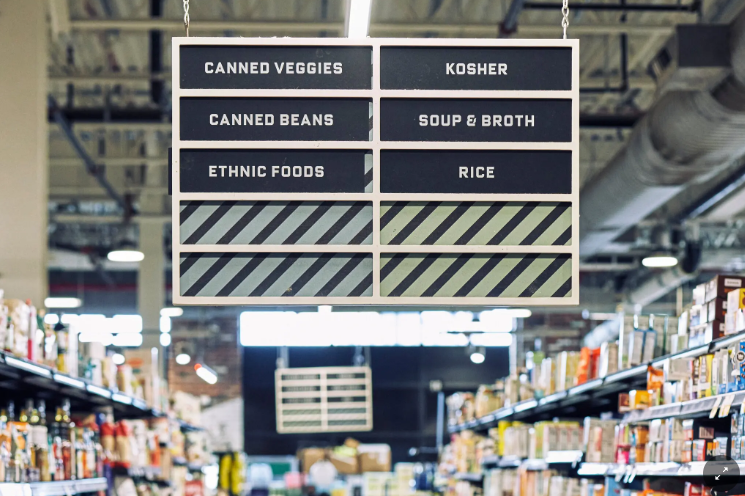 CANNED VEGGIES
KOSHER
CANNED BEANS
SOUP & BROTH
ETHNIC FOODS
RICE